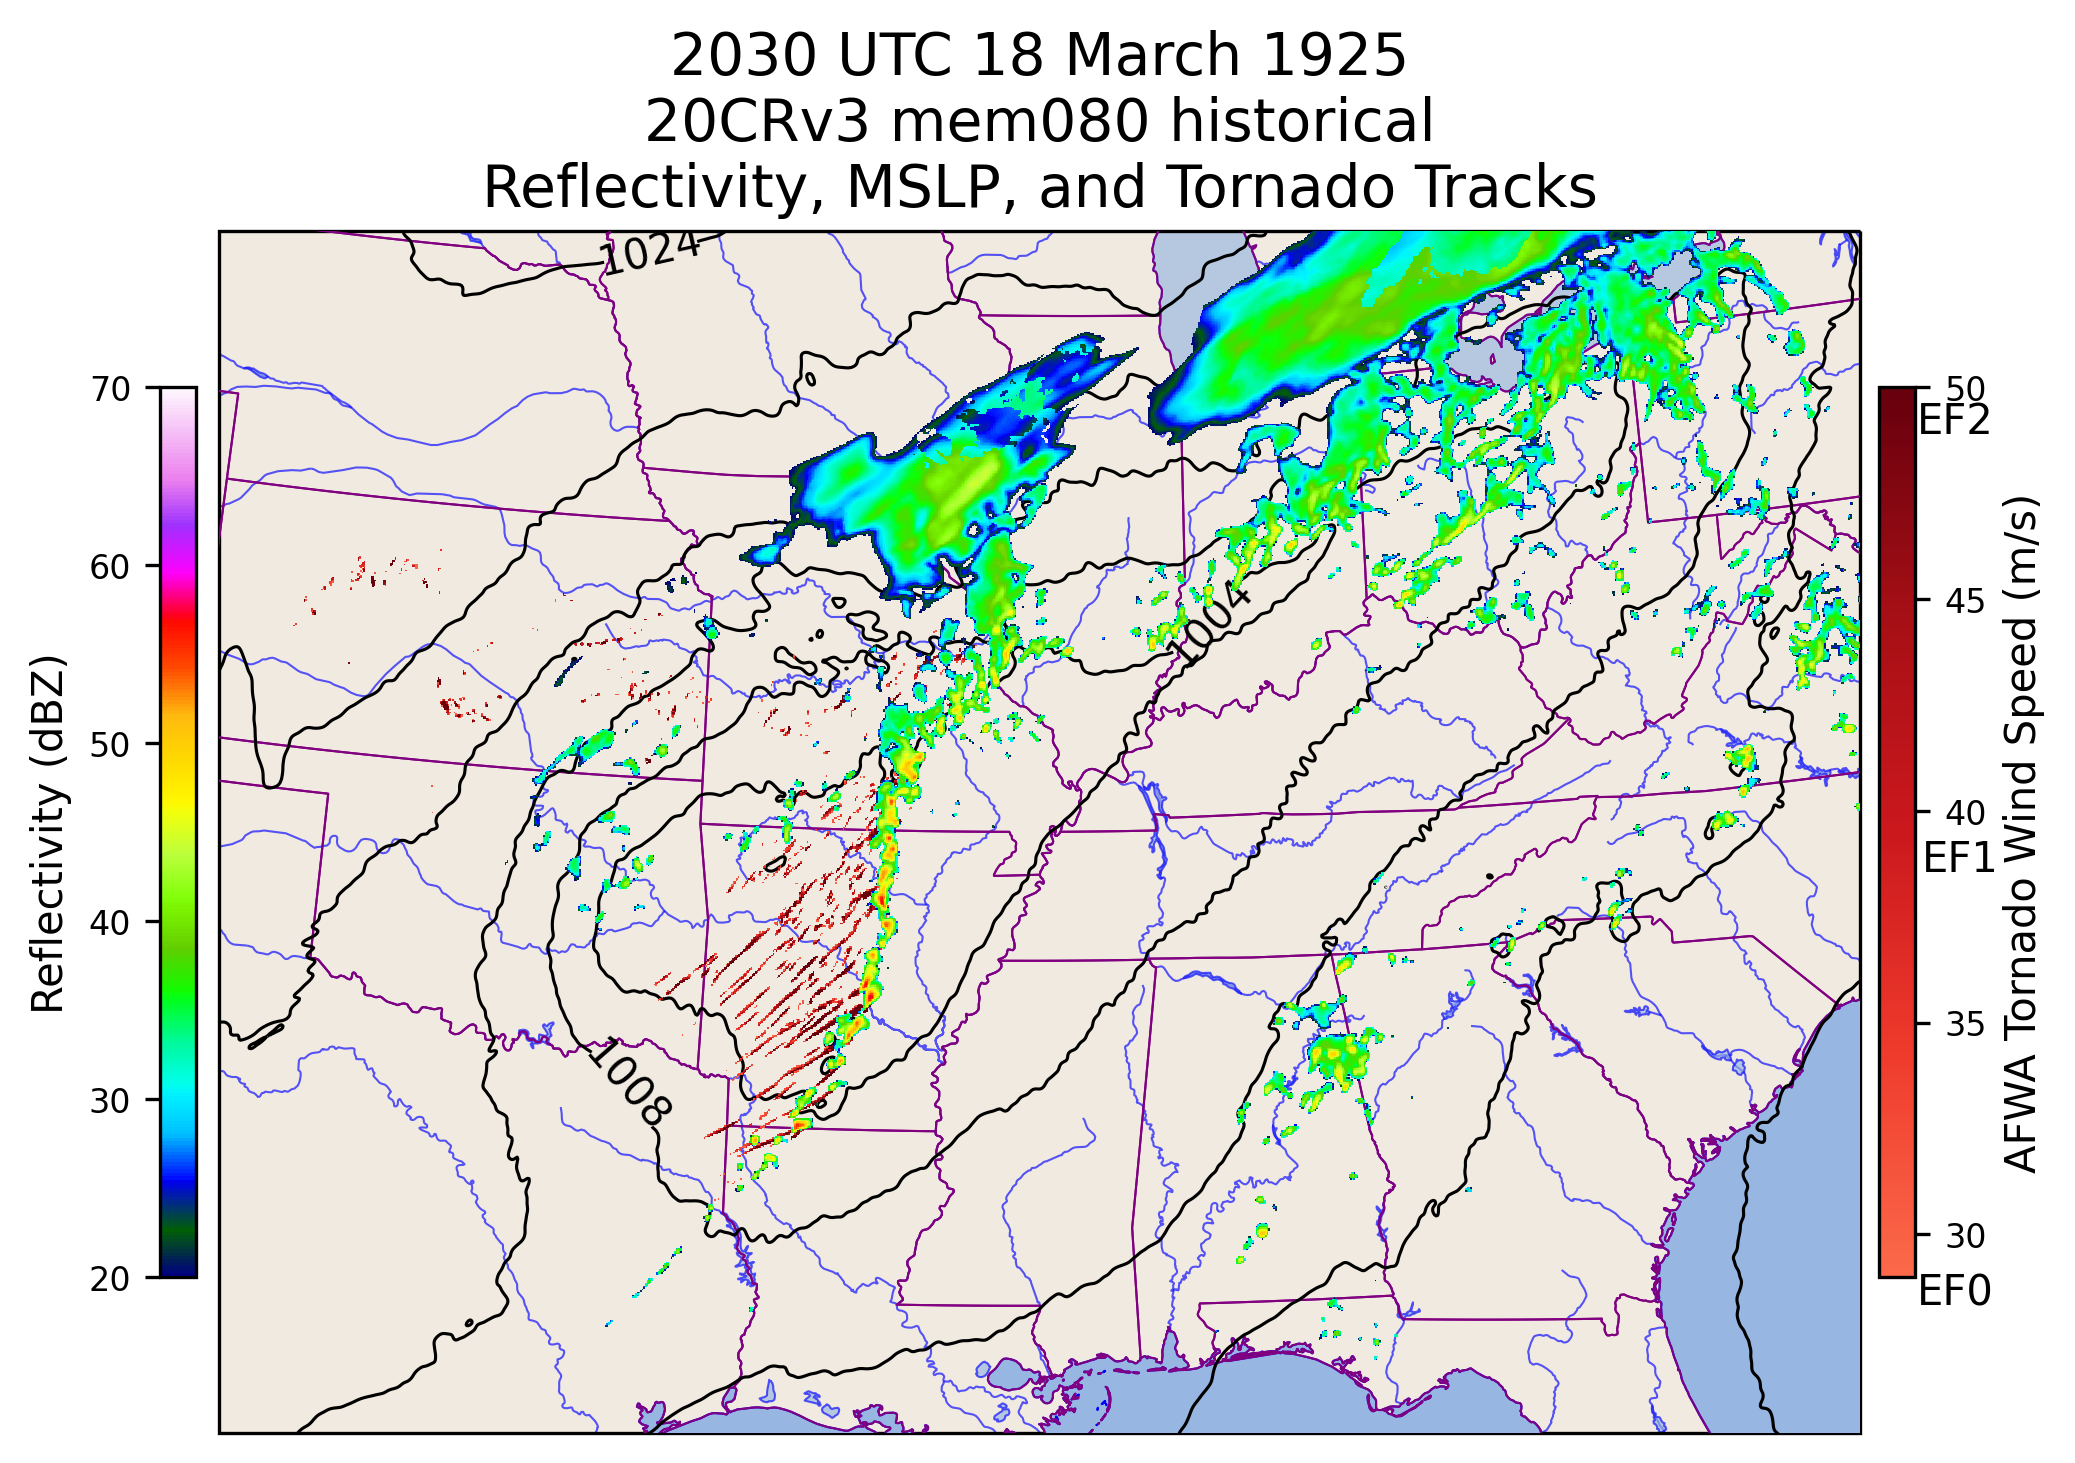 2030 UTC 18 March 1925
20CRv3 mem080 historical
Reflectivity, MSLP, and Tornado Tracks
1024
1004
1008
Reflectivity (dBZ)
70
60
50
40
30
20
AFWA Tornado Wind Speed (m/s)
50
EF2
45
40
EF1
35
30
EF0